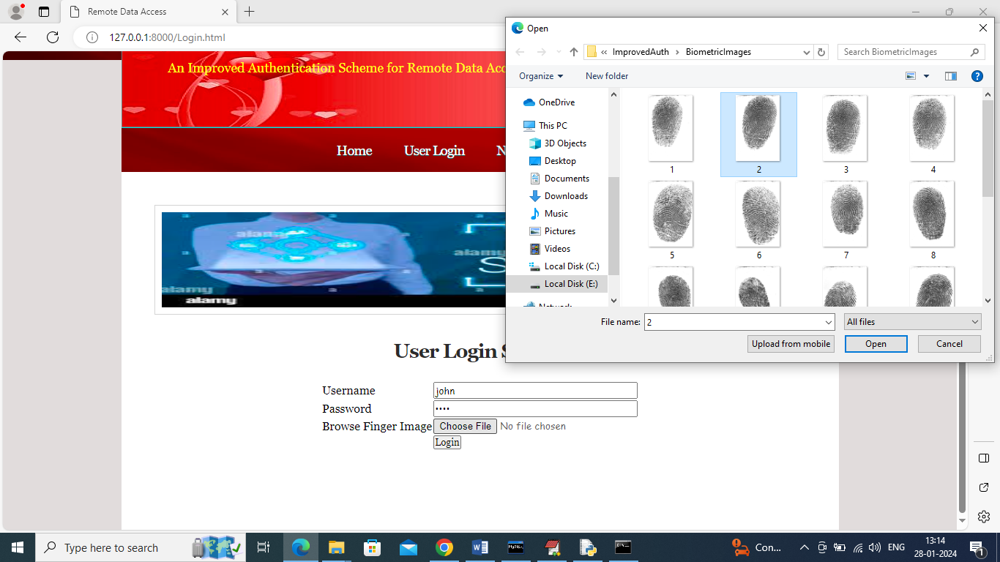 Remote Data Access
127.0.0.1:8000/Login.html
An Improved Authentication Scheme for Remote Data Acc
Home User Login N
a a a
alamy
alamy
S
alamy
a
alamy
User Login S
Username john
Password ••••
Browse Finger Image Choose File No file chosen
Login
Open
« ImprovedAuth › BiometricImages
Search BiometricImages
Organize New folder
OneDrive
This PC
3D Objects
Desktop
Documents
Downloads
Music
Pictures
Videos
Local Disk (C:)
Local Disk (E:)
Network
1 2 3 4
5 6 7 8
File name: 2 All files
Upload from mobile Open Cancel
Type here to search
Con... ENG 13:14
28-01-2024
1